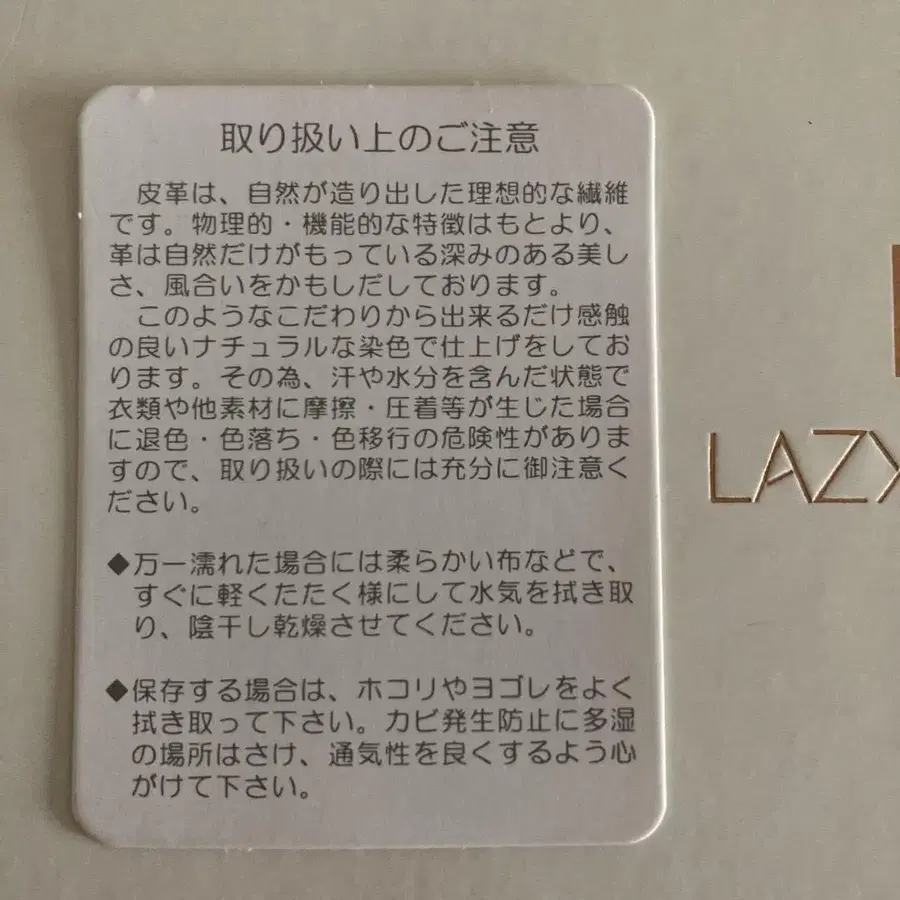 取り扱い上のご注意
皮革は、自然が造り出した理想的な繊維
です。物理的・機能的な特徴はもとより、
革は自然だけがもっている深みのある美し
さ、風合いをかもしだしております。
このようなこだわりから出来るだけ感触
の良いナチュラルな染色で仕上げをしてお
ります。その為、汗や水分を含んだ状態で
衣類や他素材に摩擦・圧着等が生じた場合
に退色・色落ち・色移行の危険性がありま
すので、取り扱いの際には充分に御注意く
ださい。
◆万一濡れた場合には柔らかい布などで、
すぐに軽くたたく様にして水気を拭き取
り、陰干し乾燥させてください。
◆保存する場合は、ホコリやヨゴレをよく
拭き取って下さい。カビ発生防止に多湿
の場所はさけ、通気性を良くするよう心
がけて下さい。
LAZY